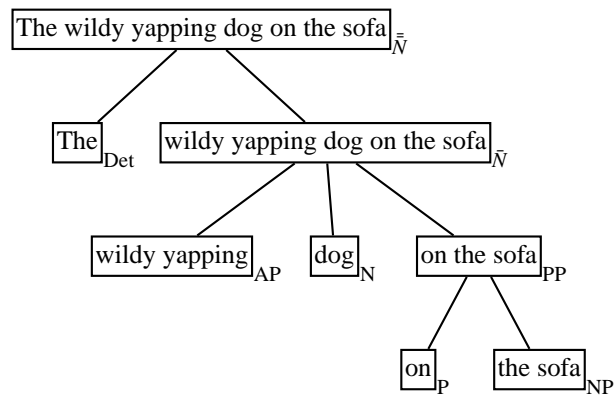 The wildy yapping dog on the sofa N̿
The Det wildy yapping dog on the sofa N̄
wildy yapping AP dog N on the sofa PP
on P the sofa NP